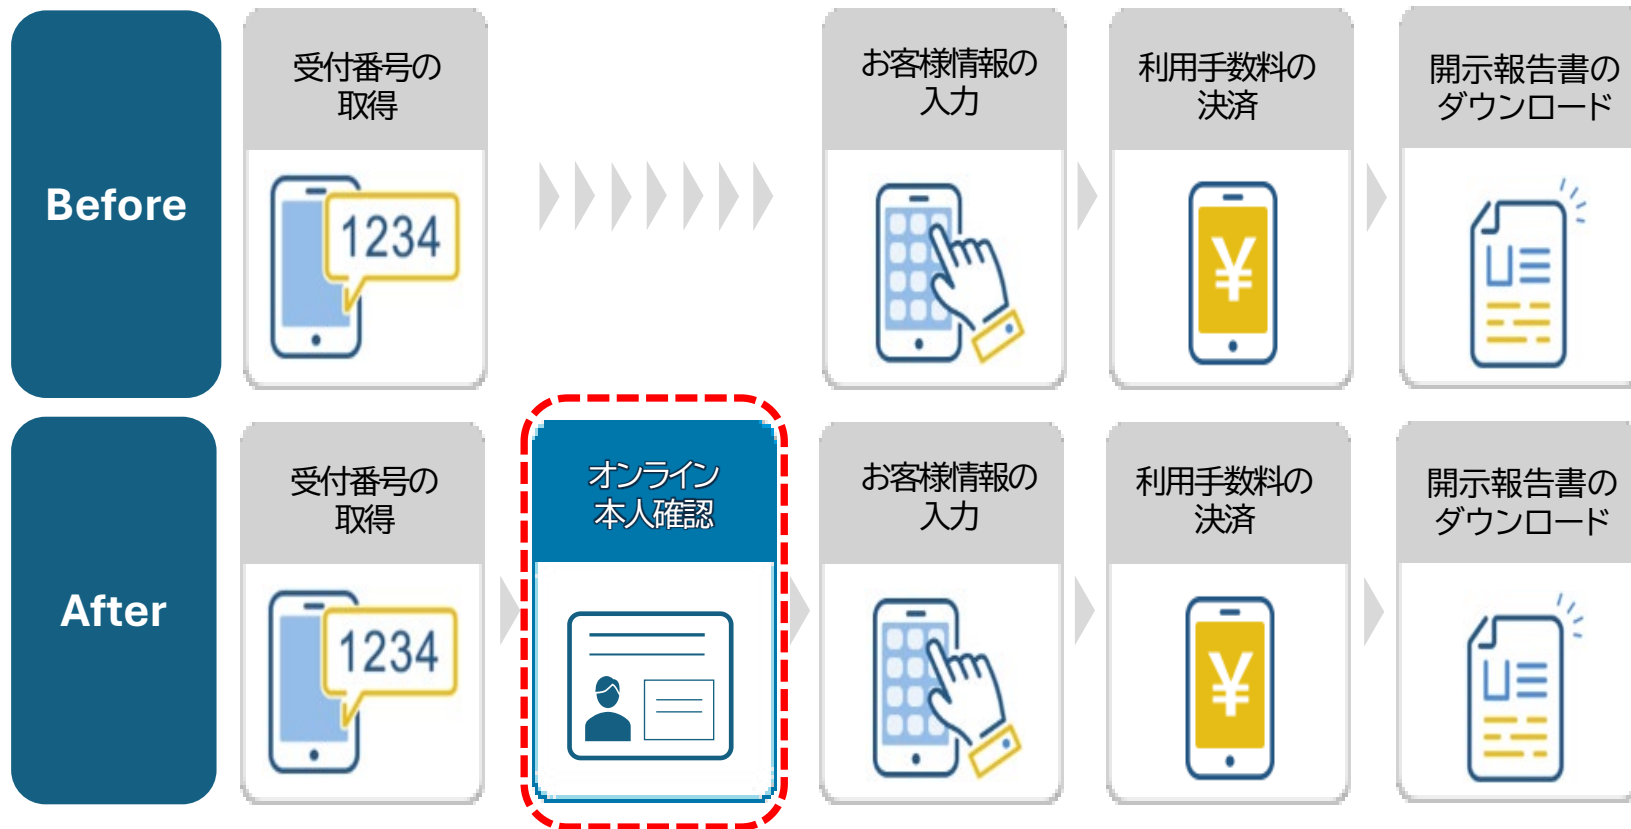 Before
受付番号の
取得
1234
お客様情報の
入力
利用手数料の
決済
¥
開示報告書の
ダウンロード
After
受付番号の
取得
1234
オンライン
本人確認
お客様情報の
入力
利用手数料の
決済
¥
開示報告書の
ダウンロード